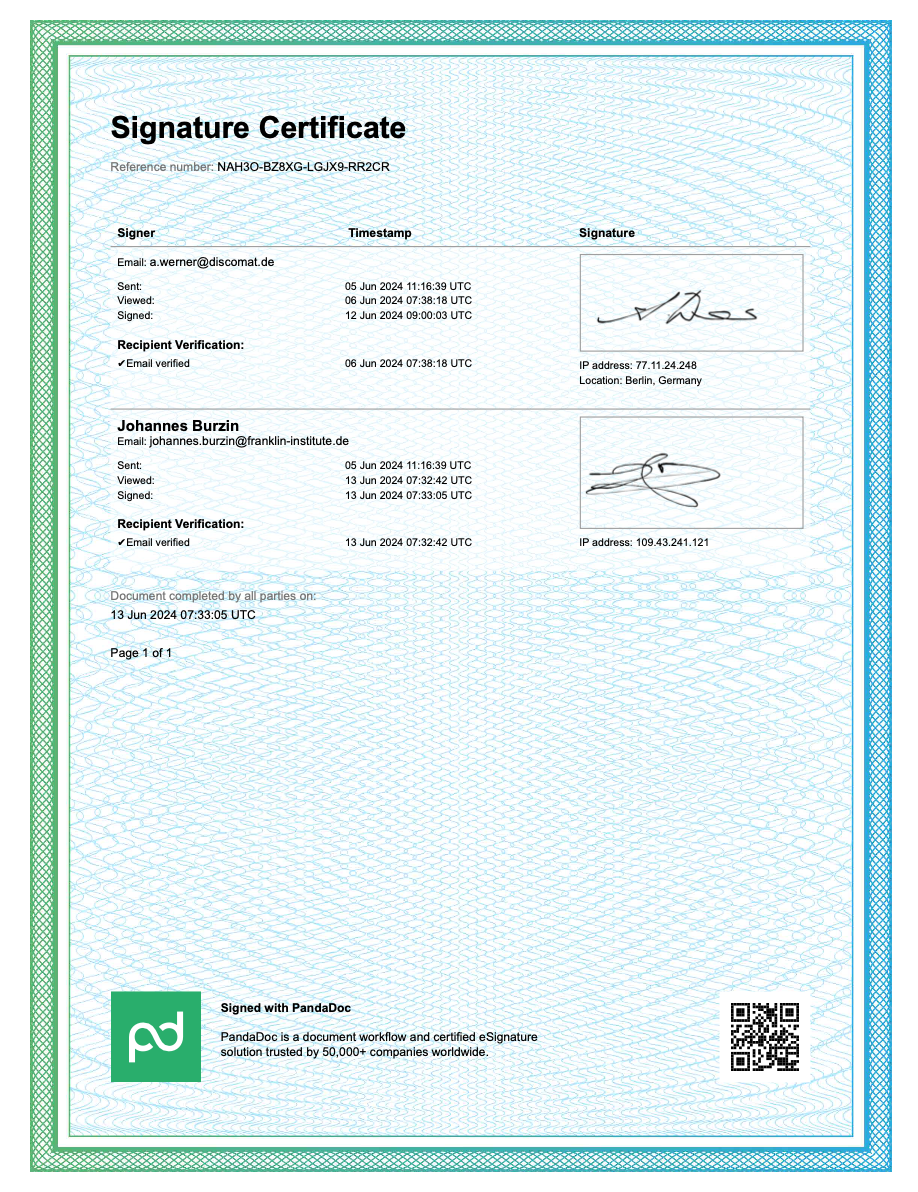 Signature Certificate
Reference number: NAH3O-BZ8XG-LGJX9-RR2CR
Signer Timestamp Signature
Email: a.werner@discomat.de
Sent: 05 Jun 2024 11:16:39 UTC
Viewed: 06 Jun 2024 07:38:18 UTC
Signed: 12 Jun 2024 09:00:03 UTC
Recipient Verification:
✔Email verified 06 Jun 2024 07:38:18 UTC
IP address: 77.11.24.248
Location: Berlin, Germany
Johannes Burzin
Email: johannes.burzin@franklin-institute.de
Sent: 05 Jun 2024 11:16:39 UTC
Viewed: 13 Jun 2024 07:32:42 UTC
Signed: 13 Jun 2024 07:33:05 UTC
Recipient Verification:
✔Email verified 13 Jun 2024 07:32:42 UTC
IP address: 109.43.241.121
Document completed by all parties on:
13 Jun 2024 07:33:05 UTC
Page 1 of 1
pd
Signed with PandaDoc
PandaDoc is a document workflow and certified eSignature
solution trusted by 50,000+ companies worldwide.